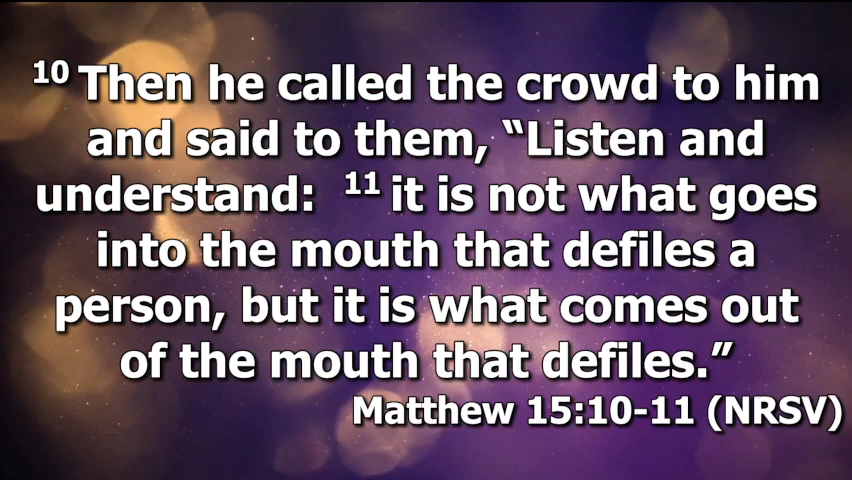 10 Then he called the crowd to him
and said to them, “Listen and
understand: 11 it is not what goes
into the mouth that defiles a
person, but it is what comes out
of the mouth that defiles.”
Matthew 15:10-11 (NRSV)